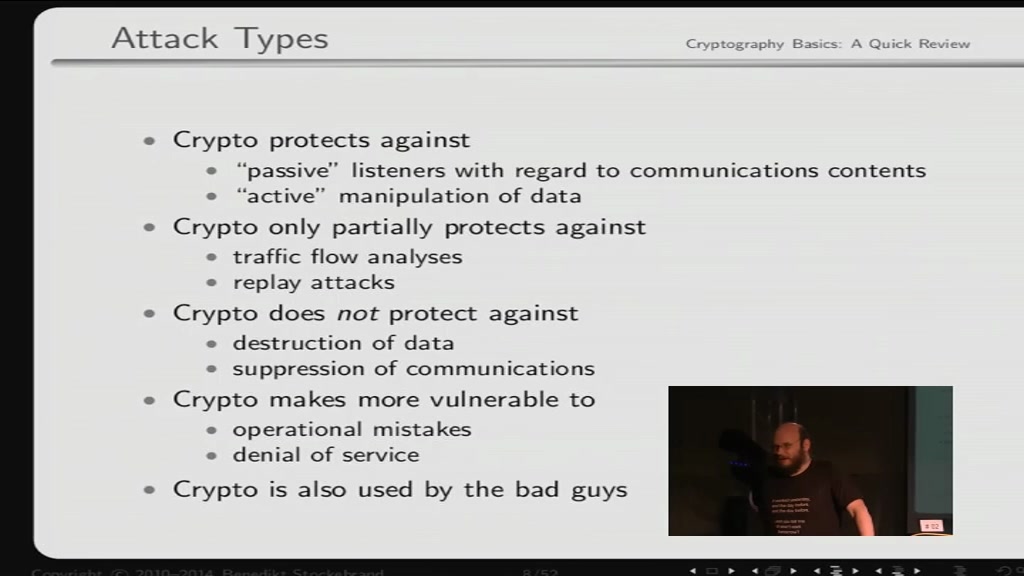 Attack Types
Cryptography Basics: A Quick Review
Crypto protects against
“passive” listeners with regard to communications contents
“active” manipulation of data
Crypto only partially protects against
traffic flow analyses
replay attacks
Crypto does not protect against
destruction of data
suppression of communications
Crypto makes more vulnerable to
operational mistakes
denial of service
Crypto is also used by the bad guys
Copyright © 2010–2014 Benedikt Stockebrand
8/52